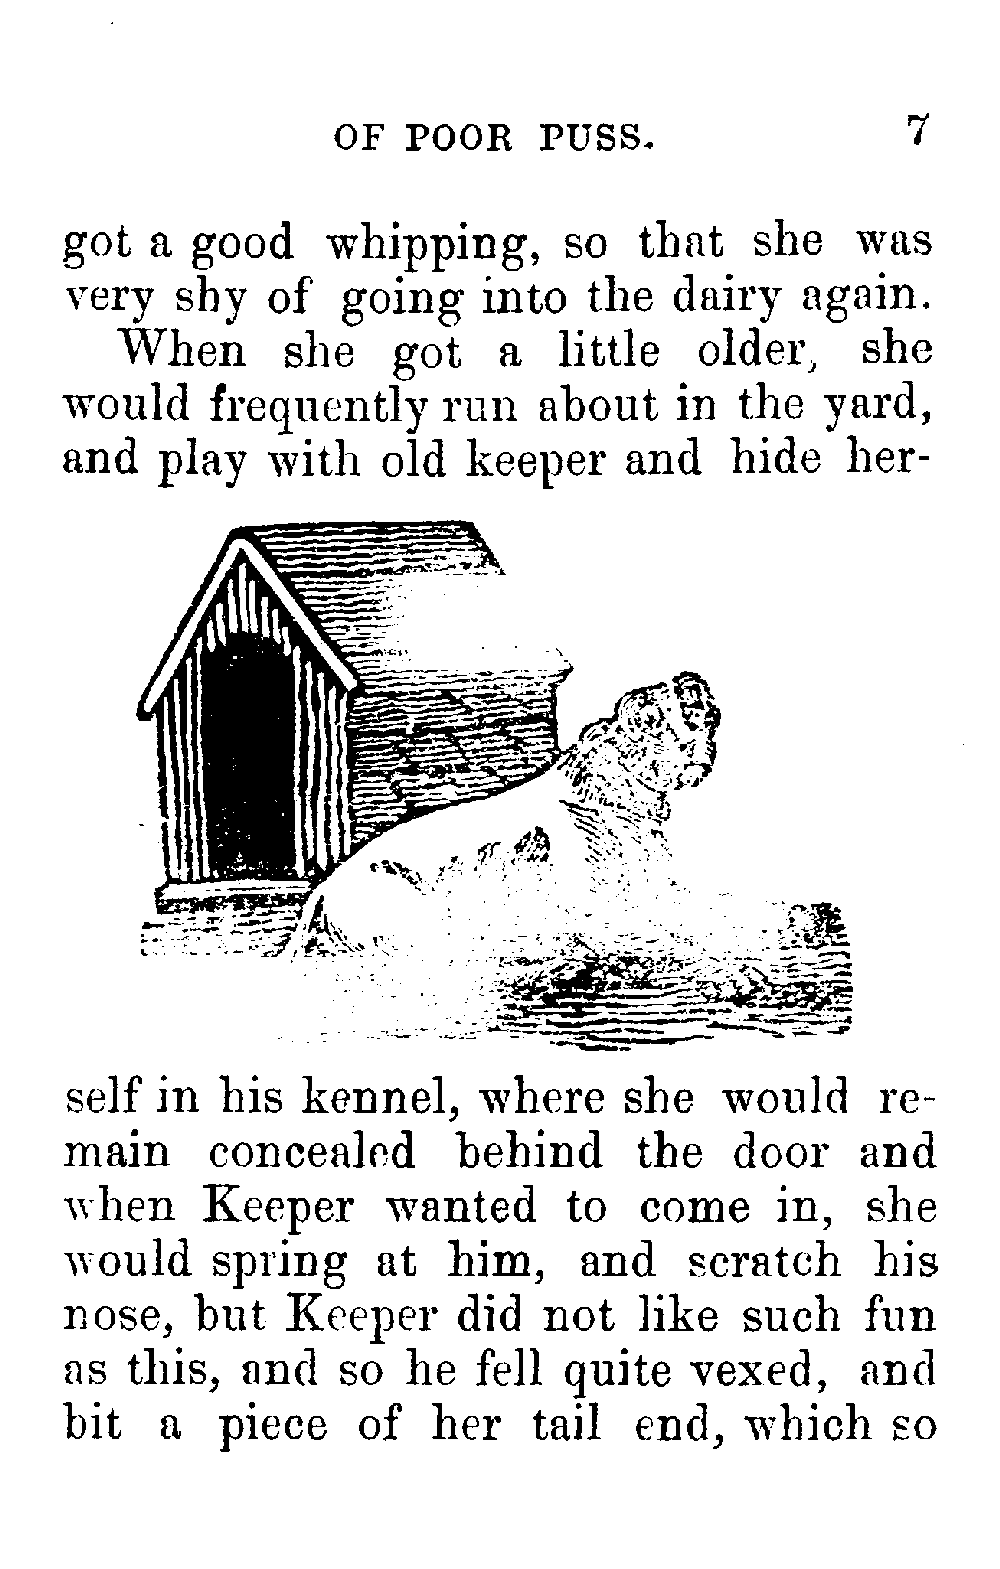 OF POOR PUSS. 7
got a good whipping, so that she was
very shy of going into the dairy again.
When she got a little older, she
would frequently run about in the yard,
and play with old keeper and hide her-
self in his kennel, where she would re-
main concealed behind the door and
when Keeper wanted to come in, she
would spring at him, and scratch his
nose, but Keeper did not like such fun
as this, and so he fell quite vexed, and
bit a piece of her tail end, which so